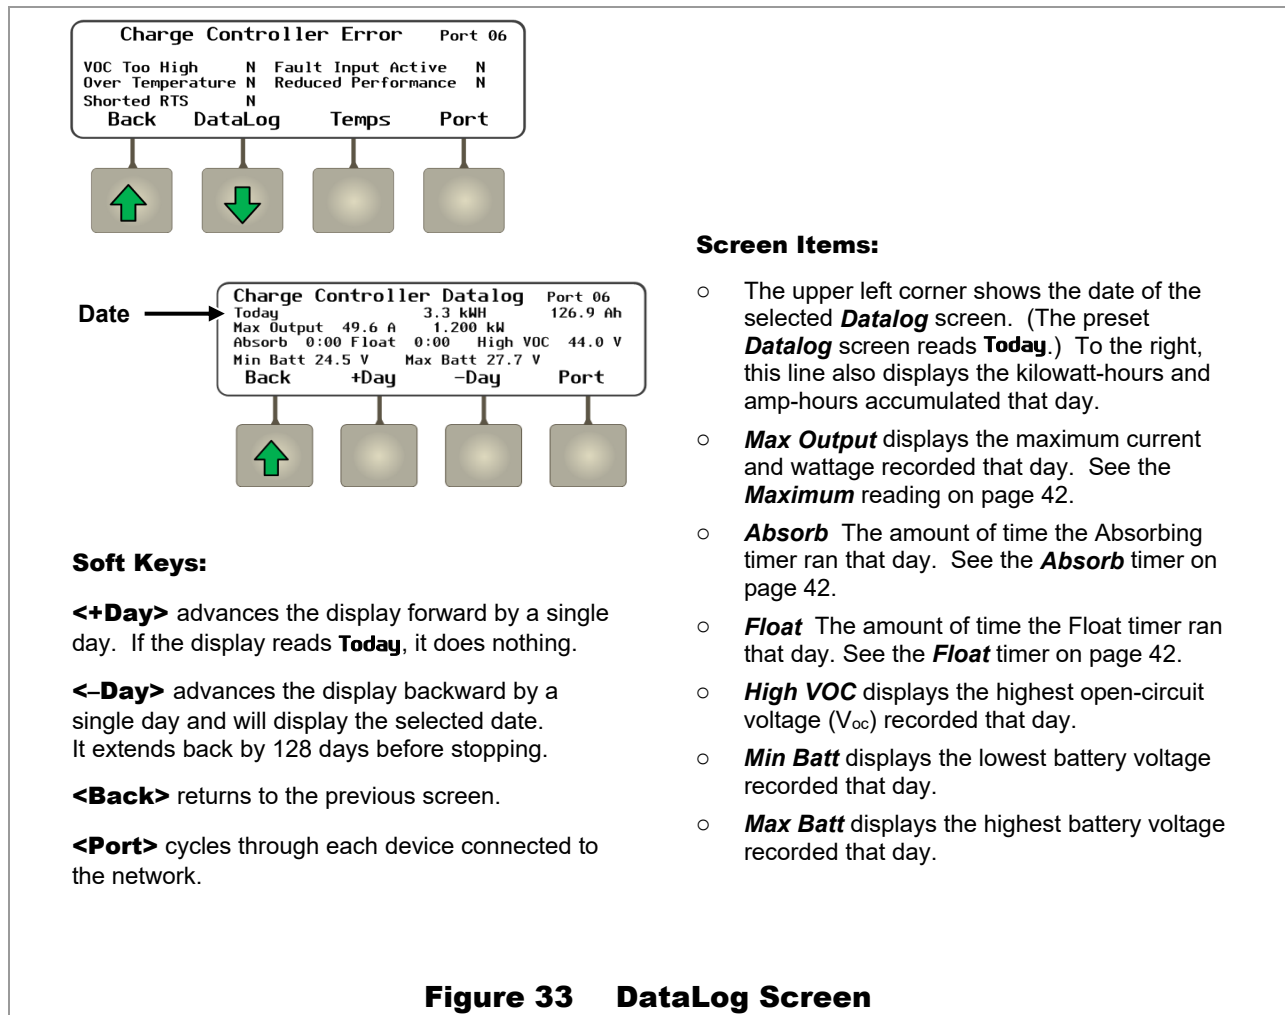 Charge Controller Error Port 06
VOC Too High N Fault Input Active N
Over Temperature N Reduced Performance N
Shorted RTS N
Back DataLog Temps Port
Date
Charge Controller Datalog Port 06
Today 3.3 kWH 126.9 Ah
Max Output 49.6 A 1.200 kW
Absorb 0:00 Float 0:00 High VOC 44.0 V
Min Batt 24.5 V Max Batt 27.7 V
Back +Day −Day Port
Soft Keys:
<+Day> advances the display forward by a single
day. If the display reads Today, it does nothing.
<−Day> advances the display backward by a
single day and will display the selected date.
It extends back by 128 days before stopping.
<Back> returns to the previous screen.
<Port> cycles through each device connected to
the network.
Screen Items:
○ The upper left corner shows the date of the
selected Datalog screen. (The preset
Datalog screen reads Today.) To the right,
this line also displays the kilowatt-hours and
amp-hours accumulated that day.
○ Max Output displays the maximum current
and wattage recorded that day. See the
Maximum reading on page 42.
○ Absorb The amount of time the Absorbing
timer ran that day. See the Absorb timer on
page 42.
○ Float The amount of time the Float timer ran
that day. See the Float timer on page 42.
○ High VOC displays the highest open-circuit
voltage (Voc) recorded that day.
○ Min Batt displays the lowest battery voltage
recorded that day.
○ Max Batt displays the highest battery voltage
recorded that day.
Figure 33 DataLog Screen